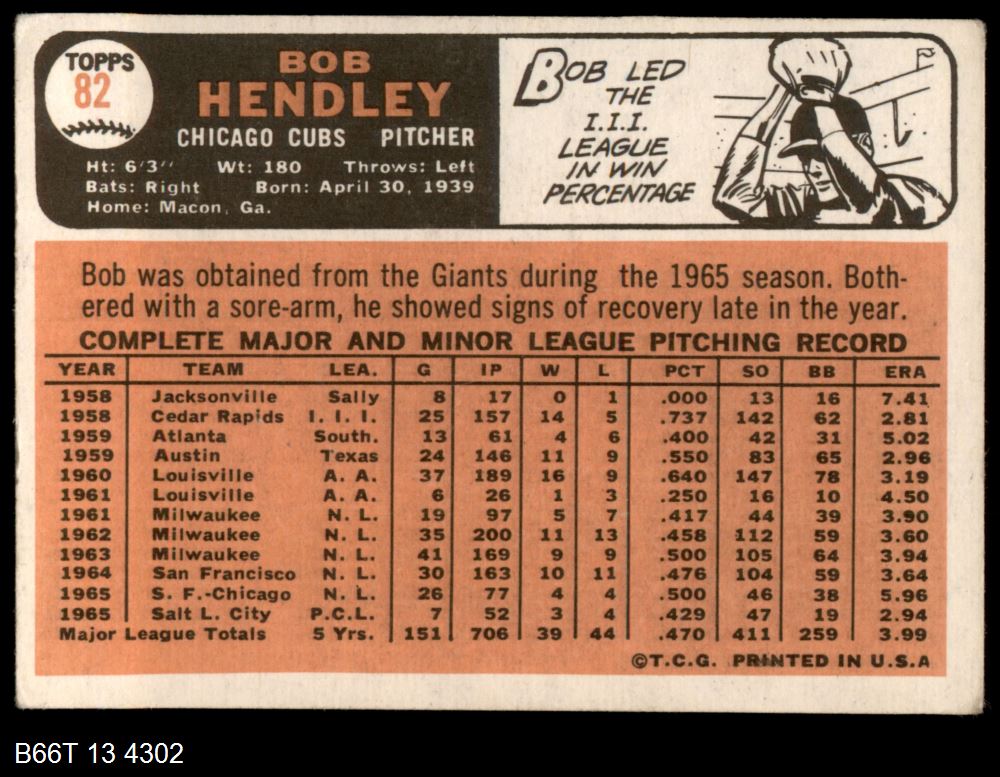 TOPPS
82
BOB
HENDLEY
CHICAGO CUBS PITCHER
Ht: 6'3'' Wt: 180 Throws: Left
Bats: Right Born: April 30, 1939
Home: Macon, Ga.
BOB LED
THE
I.I.I.
LEAGUE
IN WIN
PERCENTAGE
Bob was obtained from the Giants during the 1965 season. Both-
ered with a sore-arm, he showed signs of recovery late in the year.
COMPLETE MAJOR AND MINOR LEAGUE PITCHING RECORD
YEAR TEAM LEA. G IP W L PCT SO BB ERA
1958 Jacksonville Sally 8 17 0 1 .000 13 16 7.41
1958 Cedar Rapids I. I. I. 25 157 14 5 .737 142 62 2.81
1959 Atlanta South. 13 61 4 6 .400 42 31 5.02
1959 Austin Texas 24 146 11 9 .550 83 65 2.96
1960 Louisville A. A. 37 189 16 9 .640 147 78 3.19
1961 Louisville A. A. 6 26 1 3 .250 16 10 4.50
1961 Milwaukee N. L. 19 97 5 7 .417 44 39 3.90
1962 Milwaukee N. L. 35 200 11 13 .458 112 59 3.60
1963 Milwaukee N. L. 41 169 9 9 .500 105 64 3.94
1964 San Francisco N. L. 30 163 10 11 .476 104 59 3.64
1965 S. F.-Chicago N. L. 26 77 4 4 .500 46 38 5.96
1965 Salt L. City P.C.L. 7 52 3 4 .429 47 19 2.94
Major League Totals 5 Yrs. 151 706 39 44 .470 411 259 3.99
©T.C.G. PRINTED IN U.S.A
B66T 13 4302